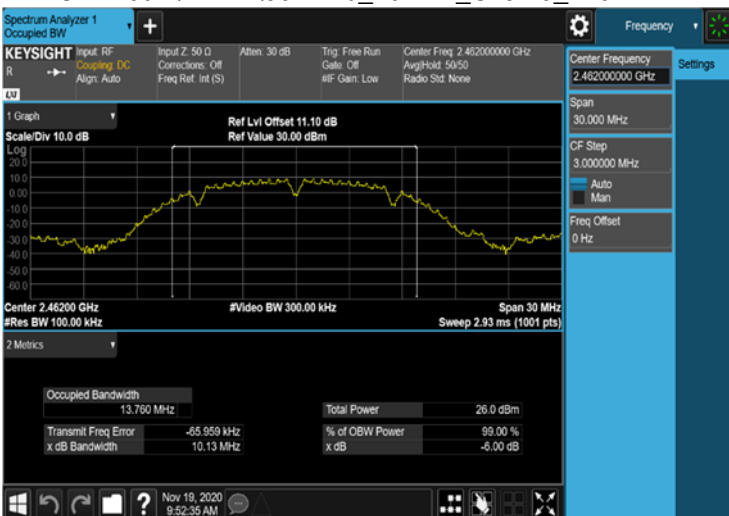 Spectrum Analyzer 1
Occupied BW
Frequency
KEYSIGHT
R
LXI
Input: RF
Coupling: DC
Align: Auto
Input Z: 50 Ω
Corrections: Off
Freq Ref: Int (S)
Atten: 30 dB
Trig: Free Run
Gate: Off
#IF Gain: Low
Center Freq: 2.462000000 GHz
Avg|Hold: 50/50
Radio Std: None
Center Frequency
2.462000000 GHz
Settings
Span
30.000 MHz
CF Step
3.000000 MHz
Auto
Man
Freq Offset
0 Hz
1 Graph
Scale/Div 10.0 dB
Ref Lvl Offset 11.10 dB
Ref Value 30.00 dBm
Log
20.0
10.0
0.00
-10.0
-20.0
-30.0
-40.0
-50.0
-60.0
Center 2.46200 GHz
#Video BW 300.00 kHz
Span 30 MHz
#Res BW 100.00 kHz
Sweep 2.93 ms (1001 pts)
2 Metrics
Occupied Bandwidth
13.760 MHz
Total Power 26.0 dBm
Transmit Freq Error -65.959 kHz
% of OBW Power 99.00 %
x dB Bandwidth 10.13 MHz
x dB -6.00 dB
?
Nov 19, 2020
9:52:35 AM